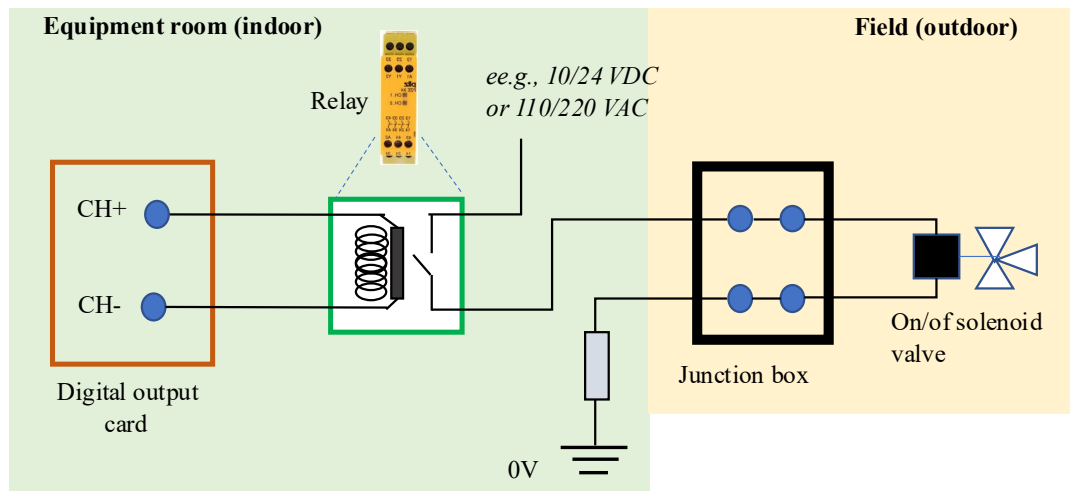 Equipment room (indoor)
Field (outdoor)
Relay
ee.g., 10/24 VDC
or 110/220 VAC
CH+
CH-
Digital output
card
On/of solenoid
valve
Junction box
0V